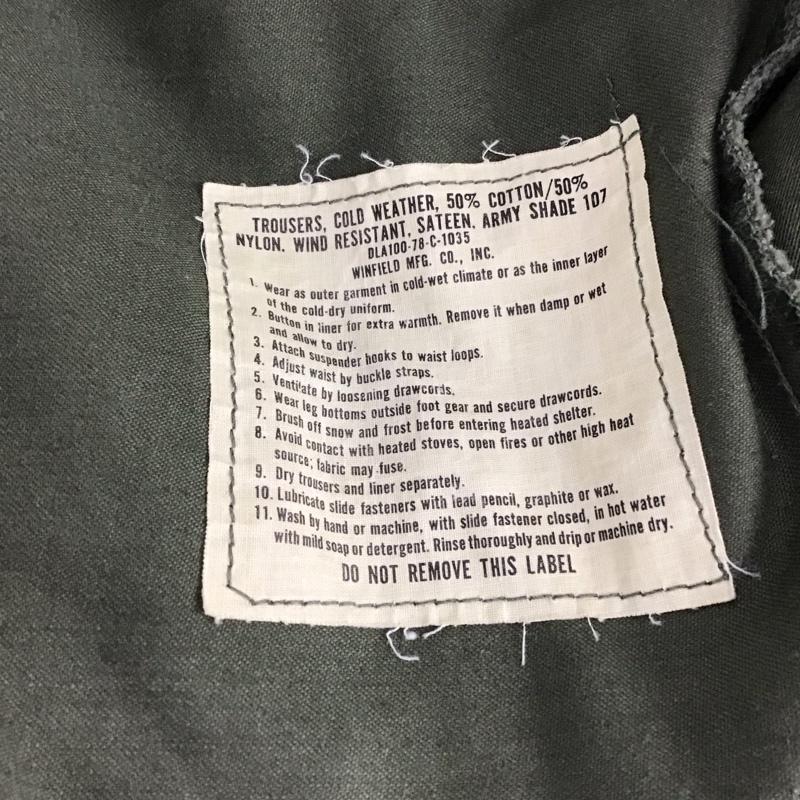 TROUSERS, COLD WEATHER, 50% COTTON/50%
NYLON. WIND RESISTANT, SATEEN. ARMY SHADE 107
DLA100-78-C-1035
WINFIELD MFG. CO., INC.
1. Wear as outer garment in cold-wet climate or as the inner layer
of the cold-dry uniform.
2. Button in liner for extra warmth. Remove it when damp or wet
and allow to dry.
3. Attach suspender hooks to waist loops.
4. Adjust waist by buckle straps.
5. Ventilate by loosening drawcords.
6. Wear leg bottoms outside foot gear and secure drawcords.
7. Brush off snow and frost before entering heated shelter.
8. Avoid contact with heated stoves, open fires or other high heat
source; fabric may fuse.
9. Dry trousers and liner separately.
10. Lubricate slide fasteners with lead pencil, graphite or wax.
11. Wash by hand or machine, with slide fastener closed, in hot water
with mild soap or detergent. Rinse thoroughly and drip or machine dry.
DO NOT REMOVE THIS LABEL